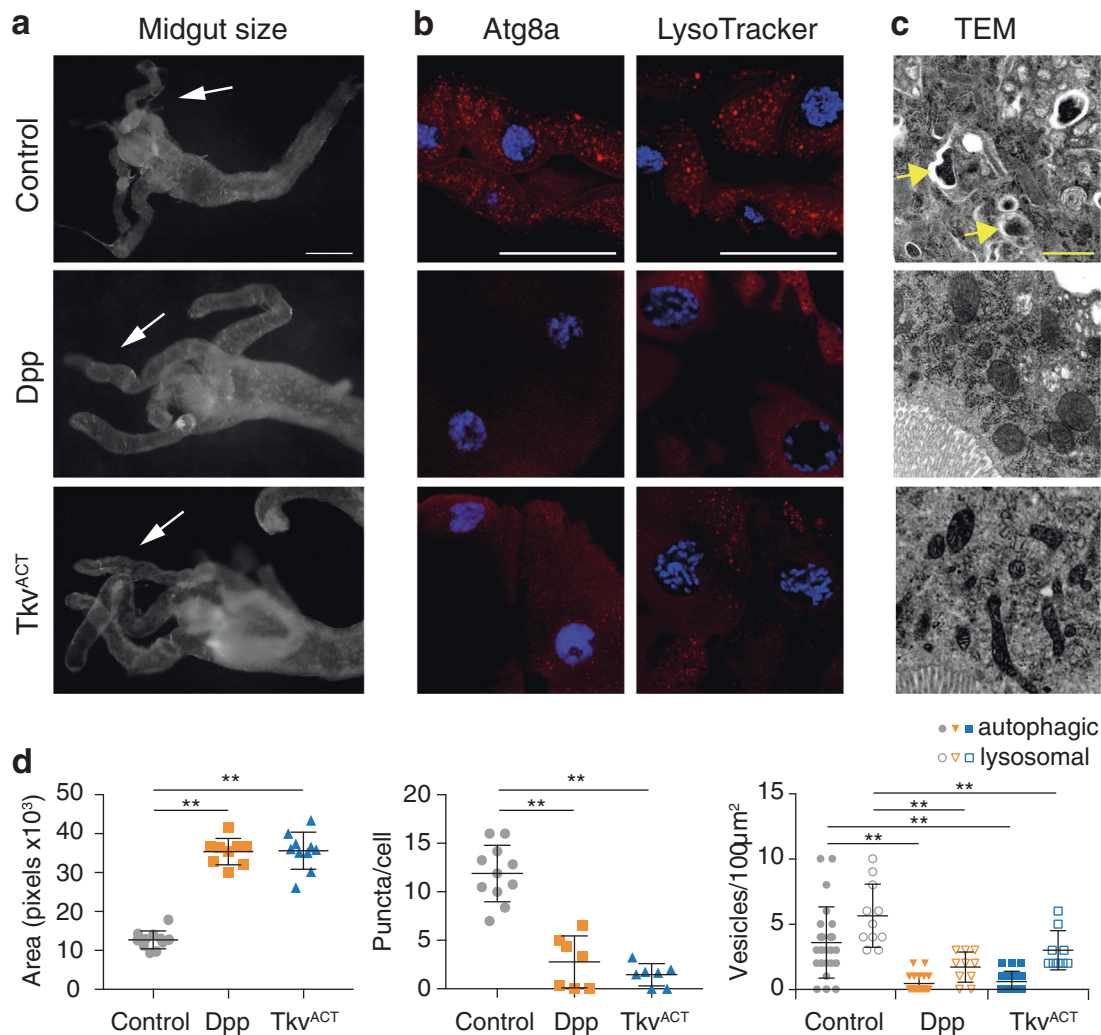 a Midgut size b Atg8a LysoTracker c TEM
Control
Dpp
Tkv^ACT
autophagic
lysosomal
d
Area (pixels x10³)
50
40
30
20
10
0
** **
Control Dpp Tkv^ACT
Puncta/cell
20
15
10
5
0
** **
Control Dpp Tkv^ACT
Vesicles/100µm²
15
10
5
0
** ** ** **
Control Dpp Tkv^ACT